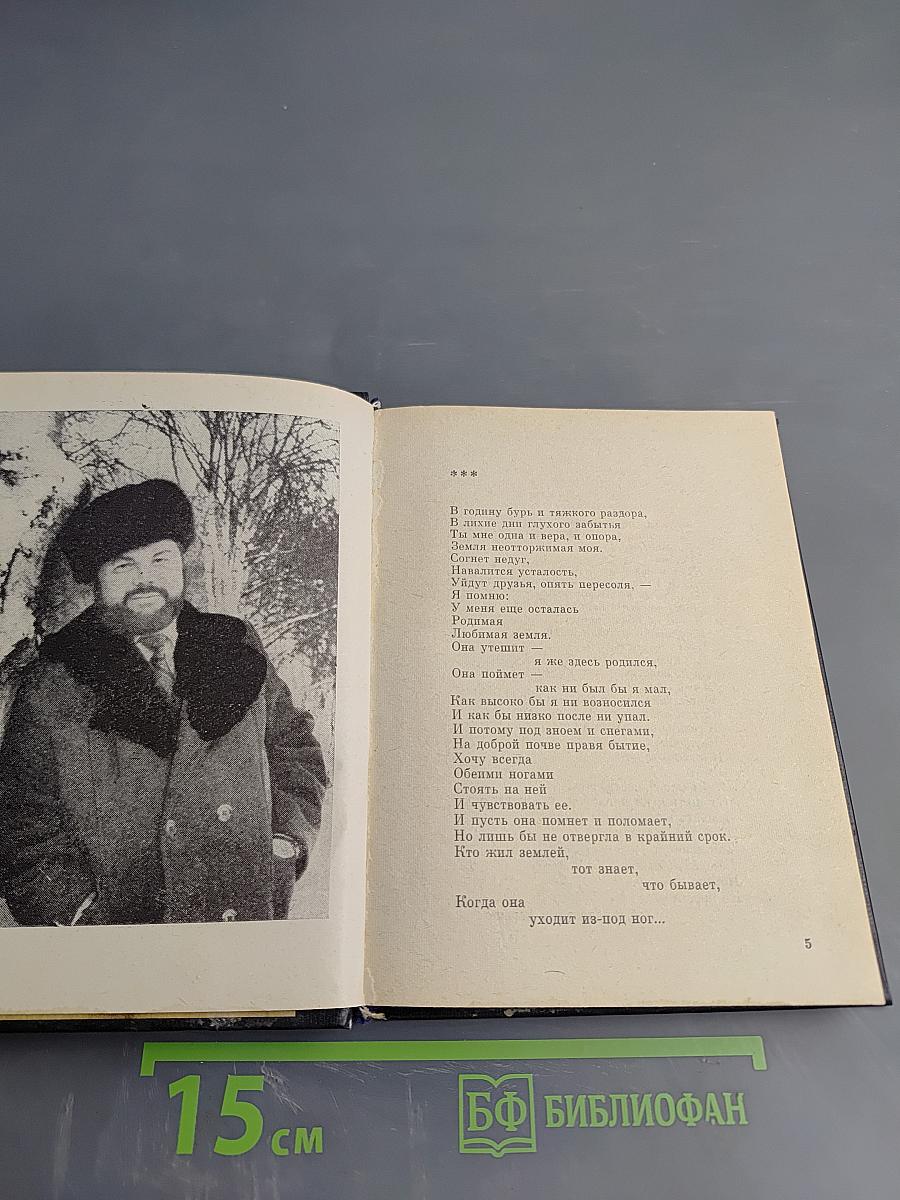 ***
В годину бурь и тяжкого раздора,
В лихие дни глухого забытья
Ты мне одна и вера, и опора,
Земля неотторжимая моя.
Согнет недуг,
Навалится усталость,
Уйдут друзья, опять пересоля, —
Я помню:
У меня еще осталась
Родимая
Любимая земля.
Она утешит —
я же здесь родился,
Она поймет —
как ни был бы я мал,
Как высоко бы я ни возносился
И как бы низко после ни упал.
И потому под зноем и снегами,
На доброй почве правя бытие,
Хочу всегда
Обеими ногами
Стоять на ней
И чувствовать ее.
И пусть она помнет и поломает,
Но лишь бы не отвергла в крайний срок.
Кто жил землей,
тот знает,
что бывает,
Когда она
уходит из-под ног...
5
15 см
БФ БИБЛИОФАН